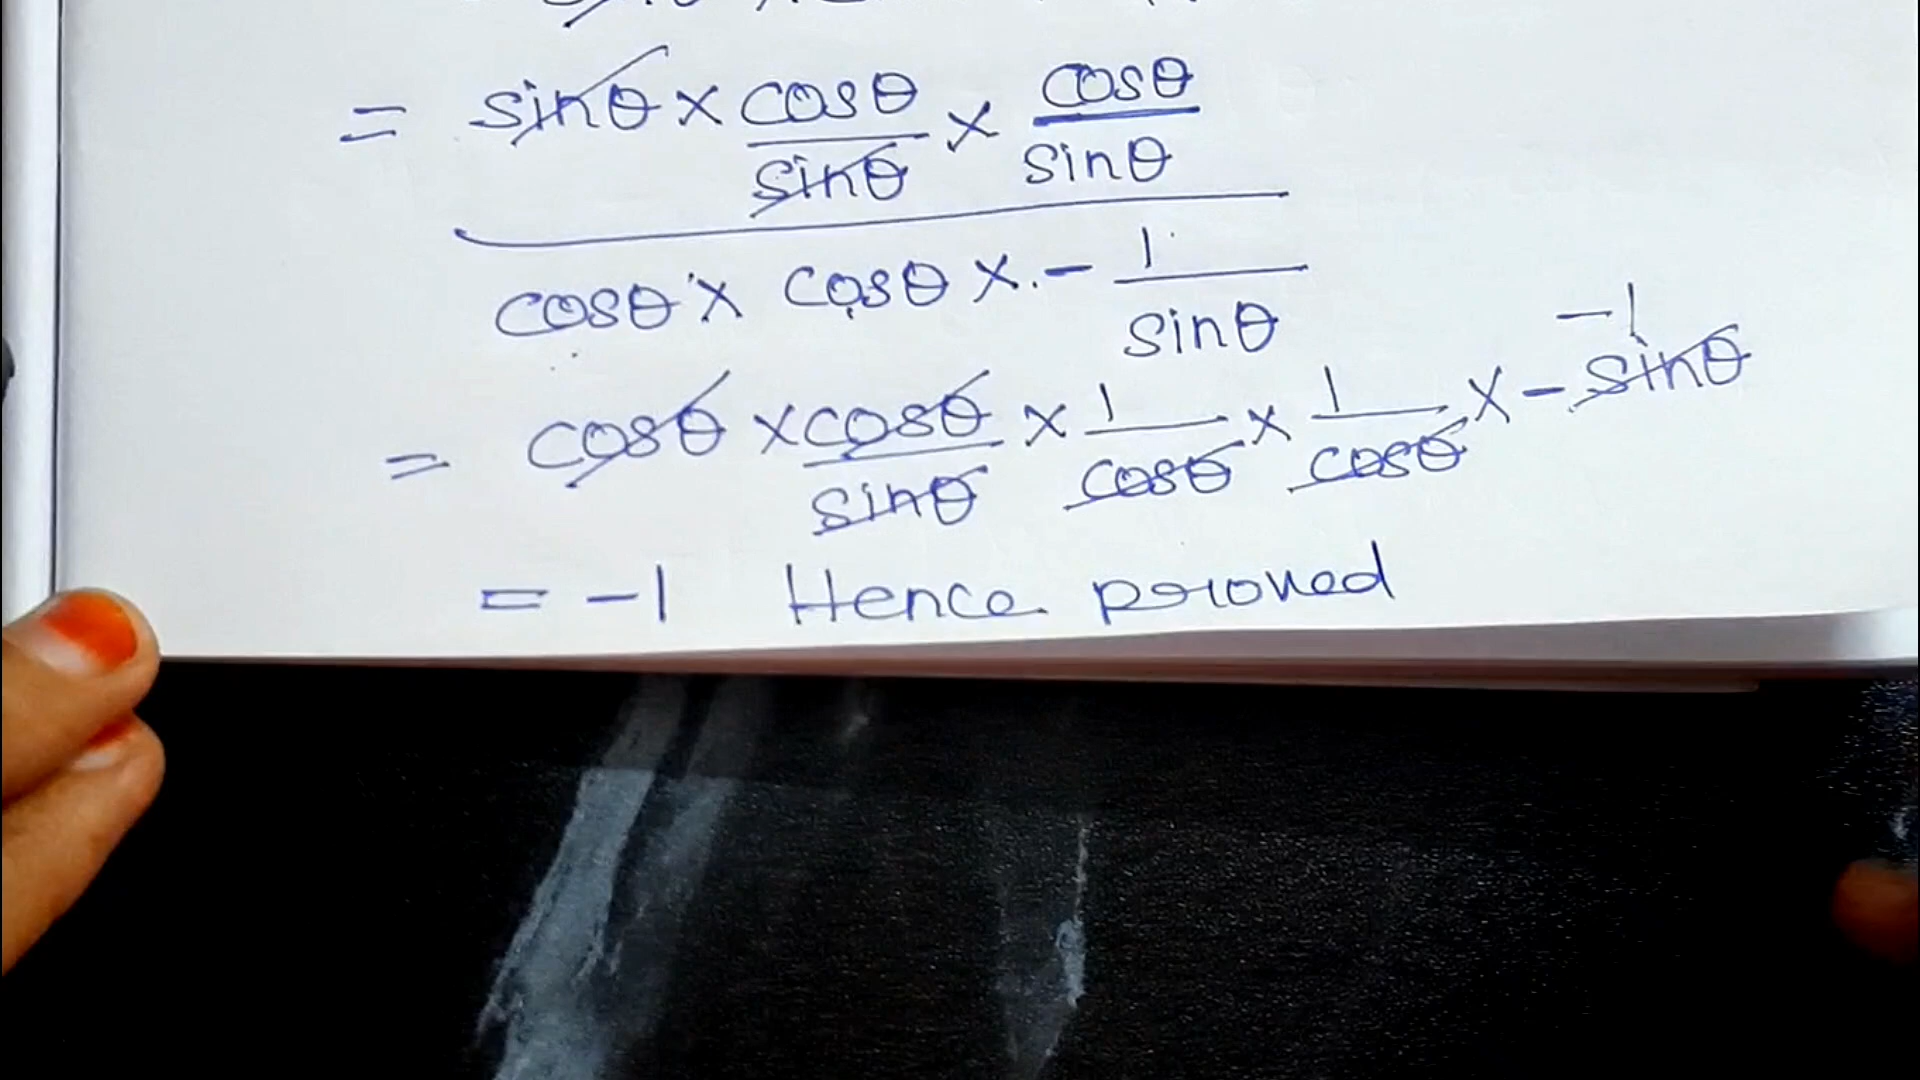 = sinθ × cosθ/sinθ × cosθ/sinθ
cosθ × cosθ × - 1/sinθ
= cosθ × cosθ/sinθ × 1/cosθ × 1/cosθ × - sinθ -1
= -1 Hence proved